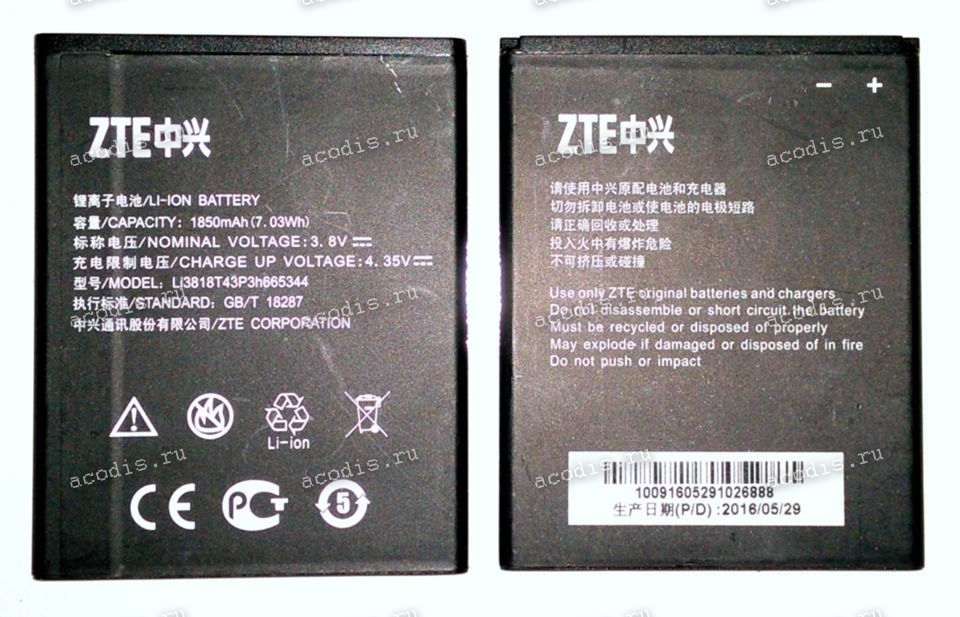 ZTE中兴
锂离子电池/LI-ION BATTERY
容量/CAPACITY: 1850mAh(7.03Wh)
标称电压/NOMINAL VOLTAGE:3.8V
充电限制电压/CHARGE UP VOLTAGE:4.35V
型号/MODEL: Li3818T43P3h665344
执行标准/STANDARD: GB/T 18287
中兴通讯股份有限公司/ZTE CORPORATION
Li-ion
CE PCT 5
ZTE中兴
- +
请使用中兴原配电池和充电器
切勿拆卸电池或使电池的电极短路
请正确回收或处理
投入火中有爆炸危险
不可挤压或碰撞
Use only ZTE original batteries and chargers
Do not disassemble or short circuit the battery
Must be recycled or disposed of properly
May explode if damaged or disposed of in fire
Do not push or impact
10091605291026888
生产日期(P/D) :2016/05/29
acodis.ru
acodis.ru
acodis.ru
acodis.ru
acodis.ru
acodis.ru
acodis.ru
acodis.ru
acodis.ru
acodis.ru
acodis.ru
acodis.ru